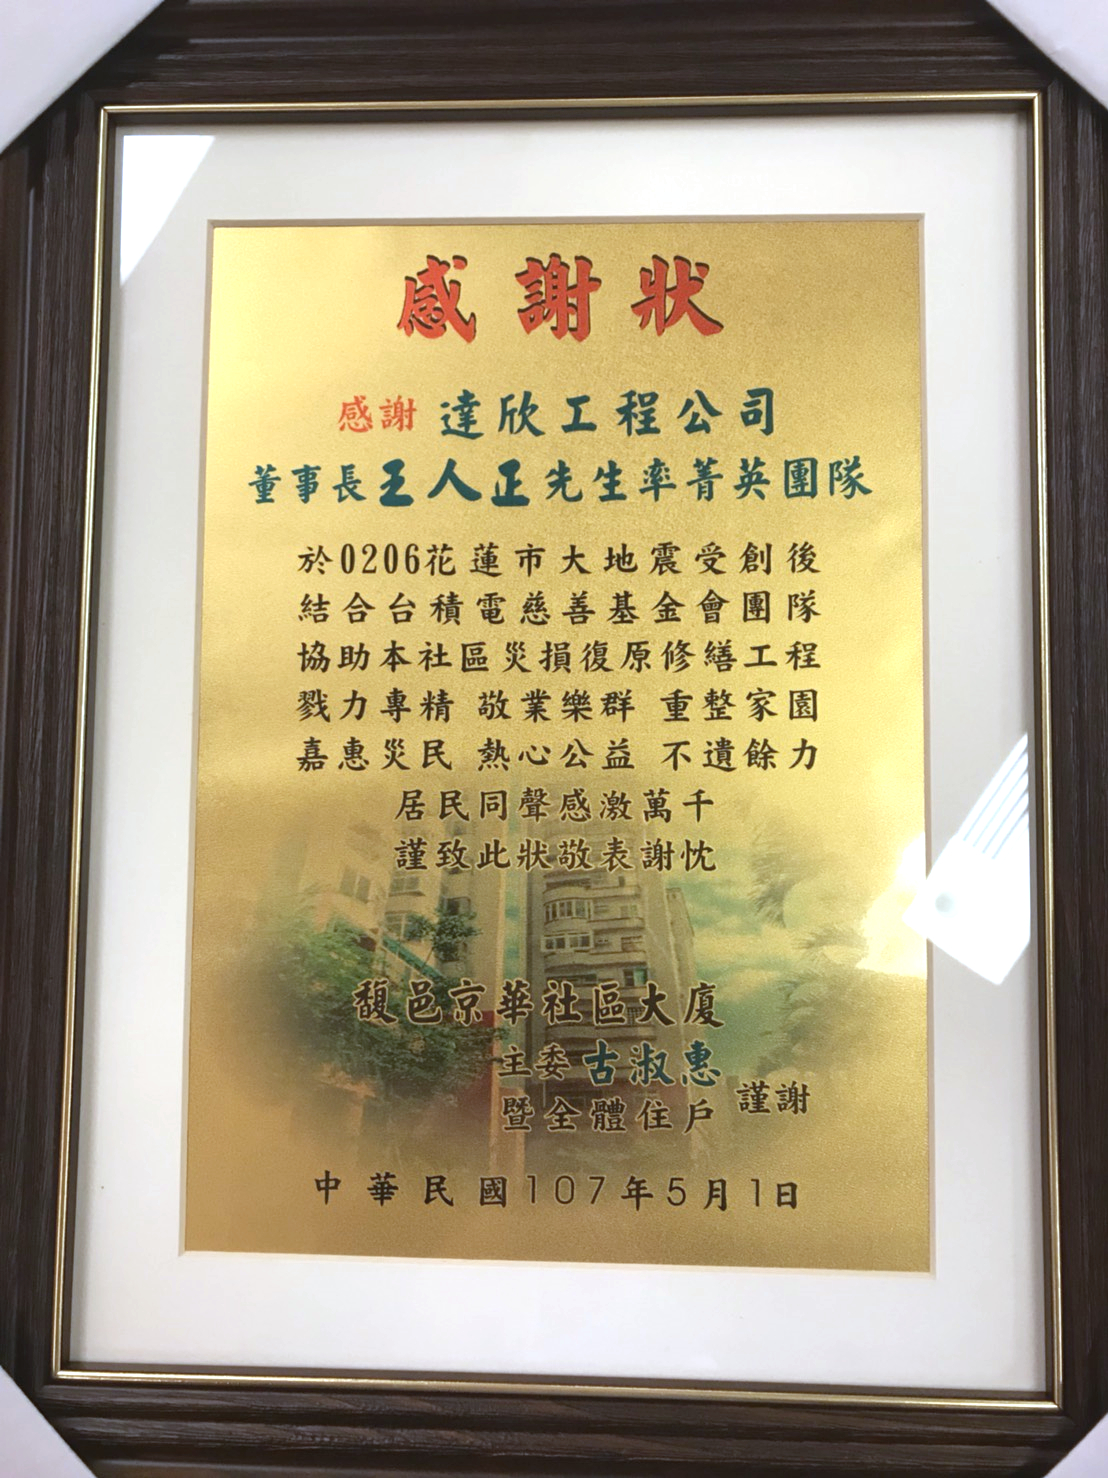 感謝狀
感謝 達欣工程公司
董事長王人正先生率菁英團隊
於0206花蓮市大地震受創後
結合台積電慈善基金會團隊
協助本社區災損復原修繕工程
戮力專精 敬業樂群 重整家園
嘉惠災民 熱心公益 不遺餘力
居民同聲感激萬千
謹致此狀敬表謝忱
馥邑京華社區大廈
主委 古淑惠
暨全體住戶 謹謝
中華民國107年5月1日